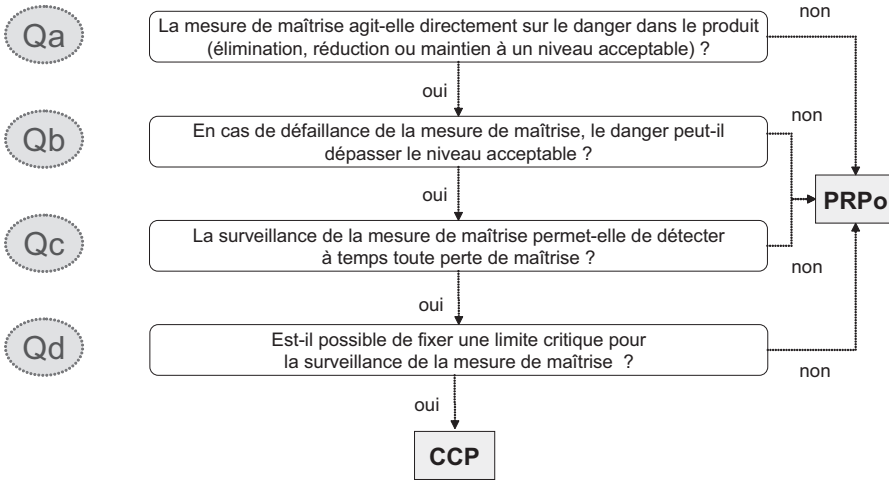 Qa
La mesure de maîtrise agit-elle directement sur le danger dans le produit
(élimination, réduction ou maintien à un niveau acceptable) ?
non
oui
Qb
En cas de défaillance de la mesure de maîtrise, le danger peut-il
dépasser le niveau acceptable ?
non
oui
PRPo
Qc
La surveillance de la mesure de maîtrise permet-elle de détecter
à temps toute perte de maîtrise ?
non
oui
Qd
Est-il possible de fixer une limite critique pour
la surveillance de la mesure de maîtrise ?
non
oui
CCP